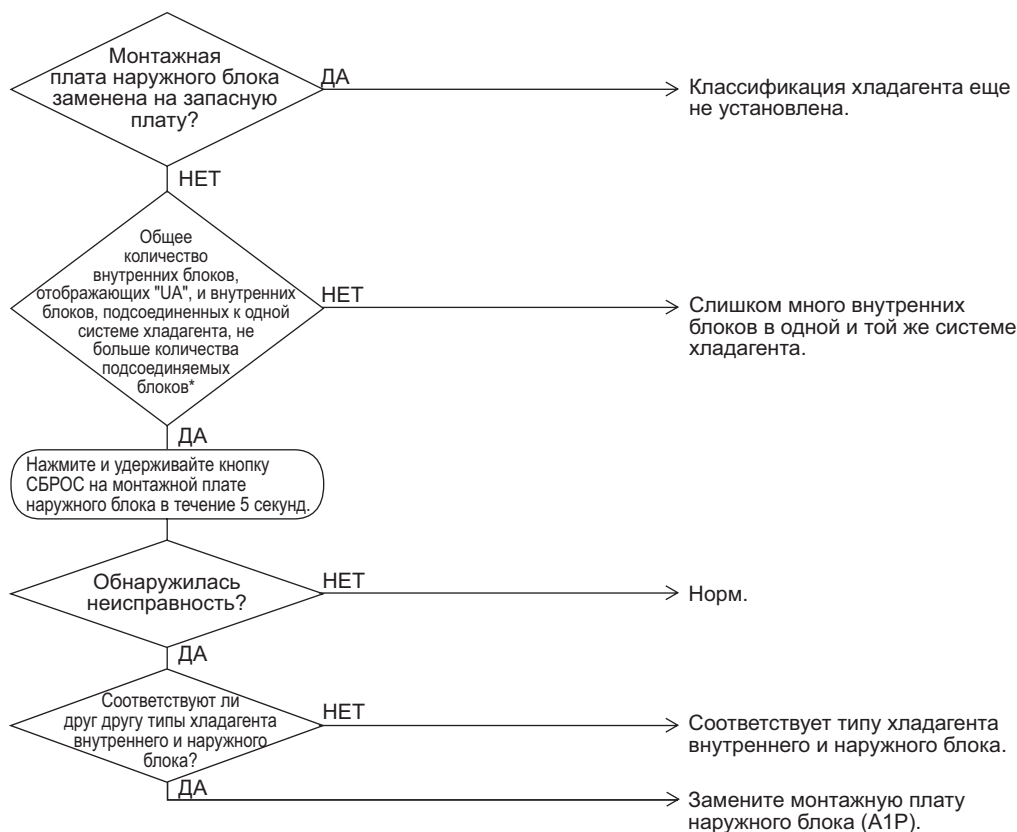 Монтажная
плата наружного блока
заменена на запасную
плату?
ДА
Классификация хладагента еще
не установлена.
НЕТ
Общее
количество
внутренних блоков,
отображающих "UA", и внутренних
блоков, подсоединенных к одной
системе хладагента, не
больше количества
подсоединяемых
блоков*
НЕТ
Слишком много внутренних
блоков в одной и той же системе
хладагента.
ДА
Нажмите и удерживайте кнопку
СБРОС на монтажной плате
наружного блока в течение 5 секунд.
Обнаружилась
неисправность?
НЕТ
Норм.
ДА
Соответствуют ли
друг другу типы хладагента
внутреннего и наружного
блока?
НЕТ
Соответствует типу хладагента
внутреннего и наружного блока.
ДА
Замените монтажную плату
наружного блока (A1P).